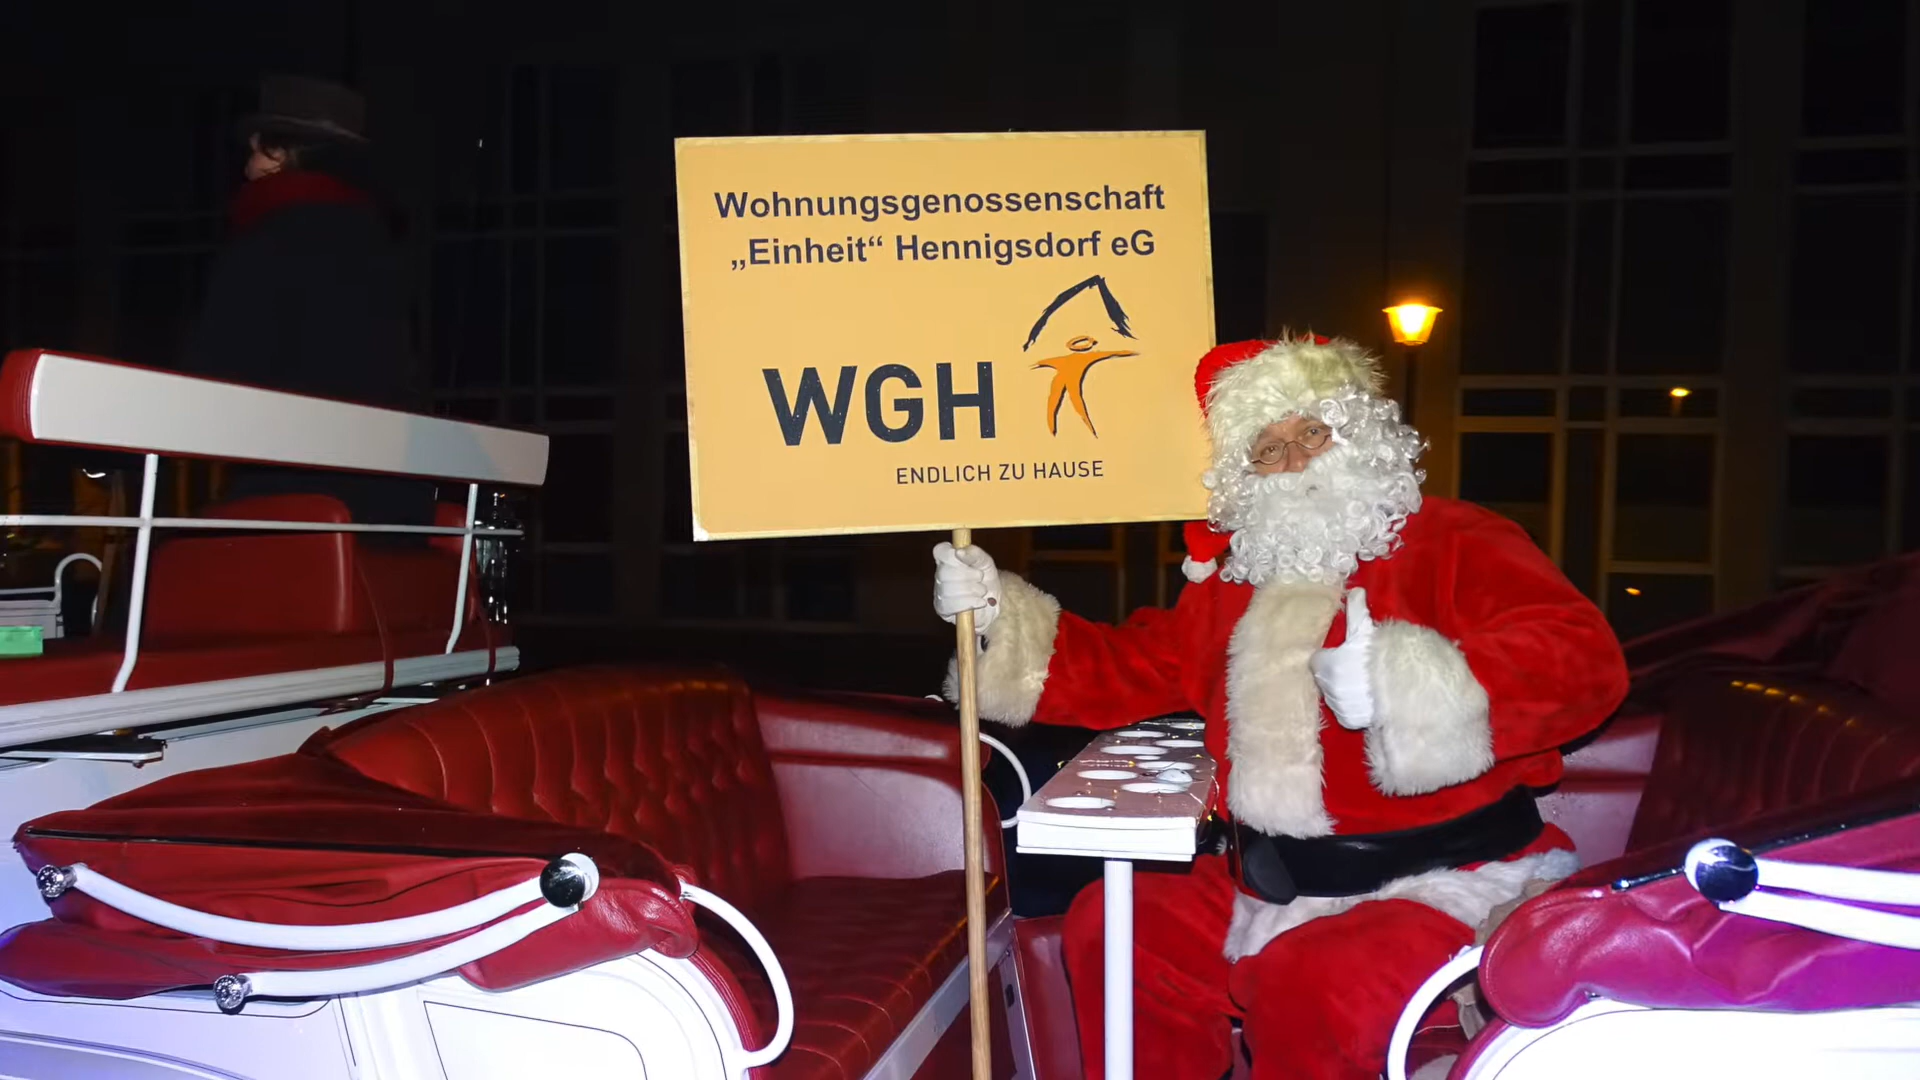 Wohnungsgenossenschaft
„Einheit“ Hennigsdorf eG
WGH
ENDLICH ZU HAUSE